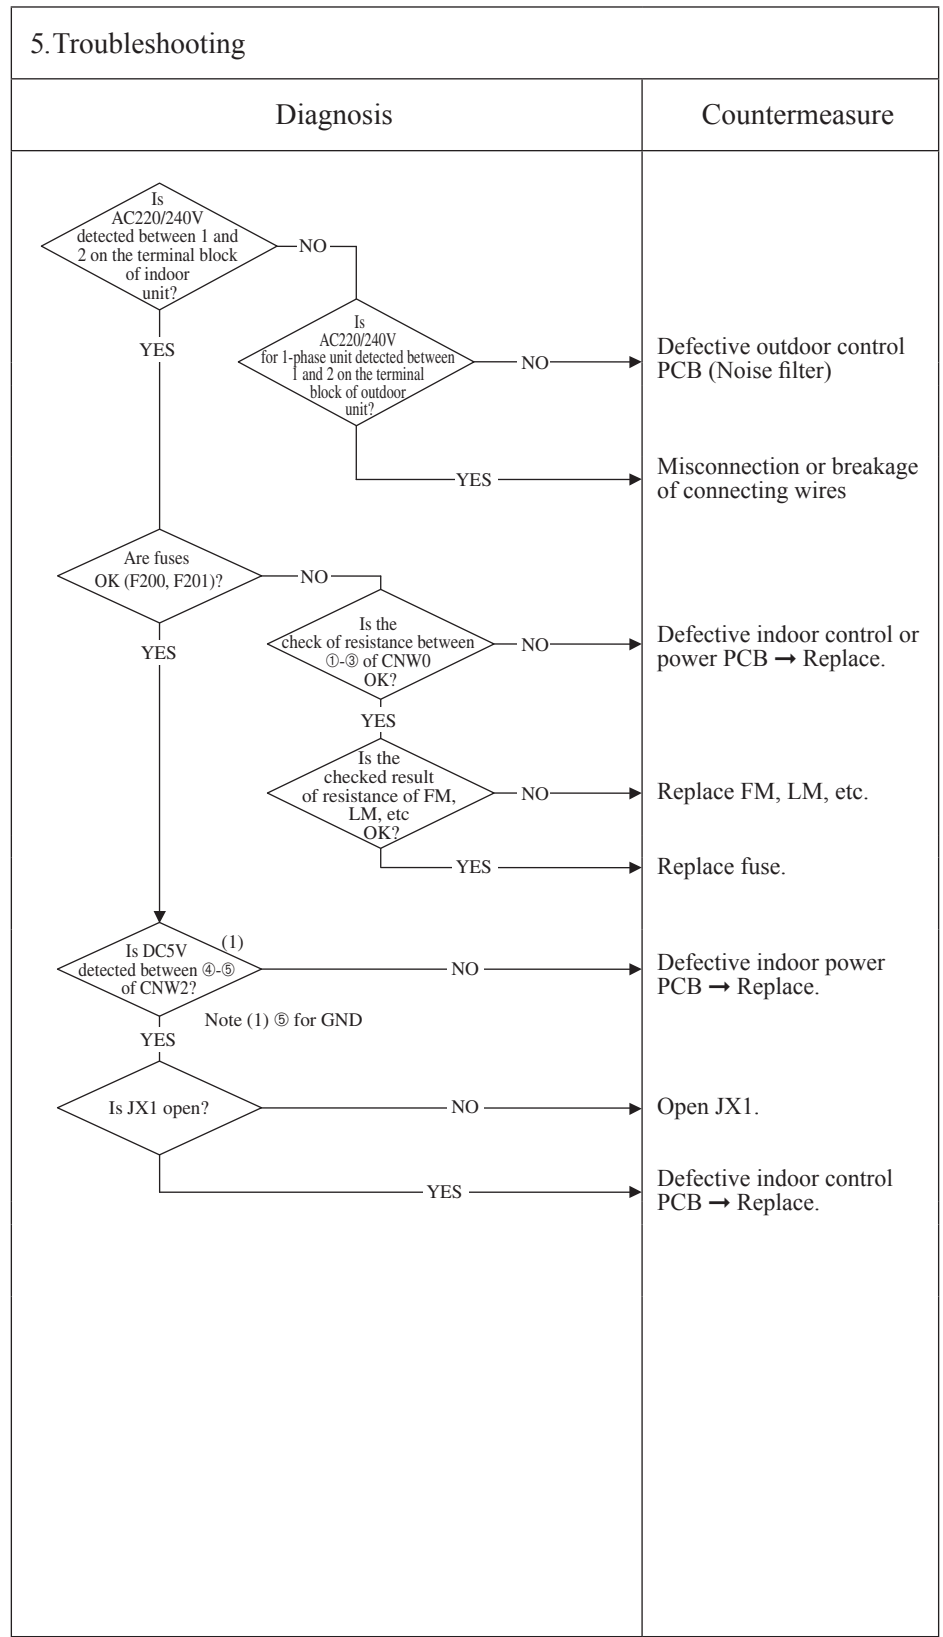 5.Troubleshooting
Diagnosis
Countermeasure
Is
AC220/240V
detected between 1 and
2 on the terminal block
of indoor
unit?
NO
YES
Is
AC220/240V
for 1-phase unit detected between
1 and 2 on the terminal
block of outdoor
unit?
NO
Defective outdoor control
PCB (Noise filter)
YES
Misconnection or breakage
of connecting wires
Are fuses
OK (F200, F201)?
NO
YES
Is the
check of resistance between
①-③ of CNW0
OK?
NO
Defective indoor control or
power PCB → Replace.
YES
Is the
checked result
of resistance of FM,
LM, etc
OK?
NO
Replace FM, LM, etc.
YES
Replace fuse.
Is DC5V
detected between ④-⑤
of CNW2?
(1)
NO
Defective indoor power
PCB → Replace.
Note (1) ⑤ for GND
YES
Is JX1 open?
NO
Open JX1.
YES
Defective indoor control
PCB → Replace.